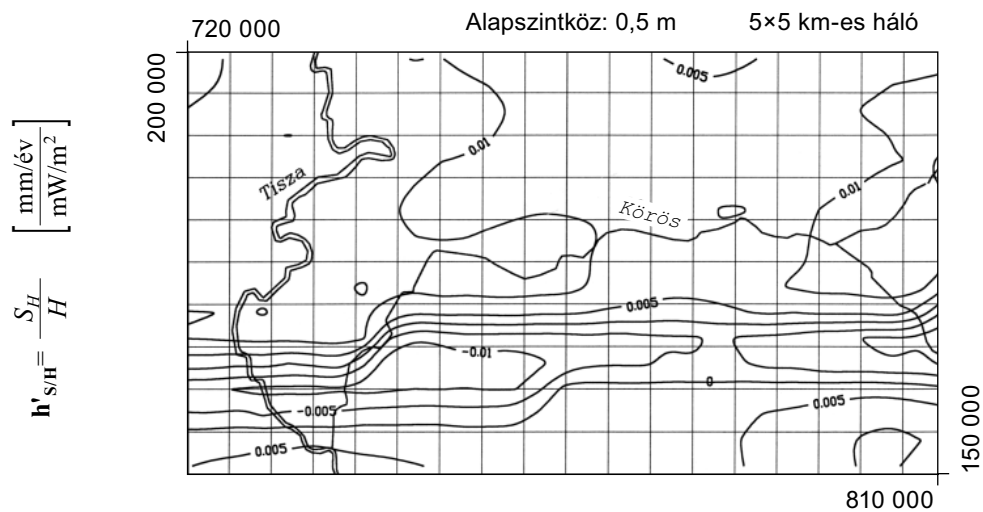 720 000
Alapszintköz: 0,5 m
5×5 km-es háló
200 000
h'S/H= S_H / H [mm/év / mW/m²]
0.005
0.01
Tisza
0.01
Körös
0.005
-0.01
0
-0.005
0.005
0.005
150 000
810 000